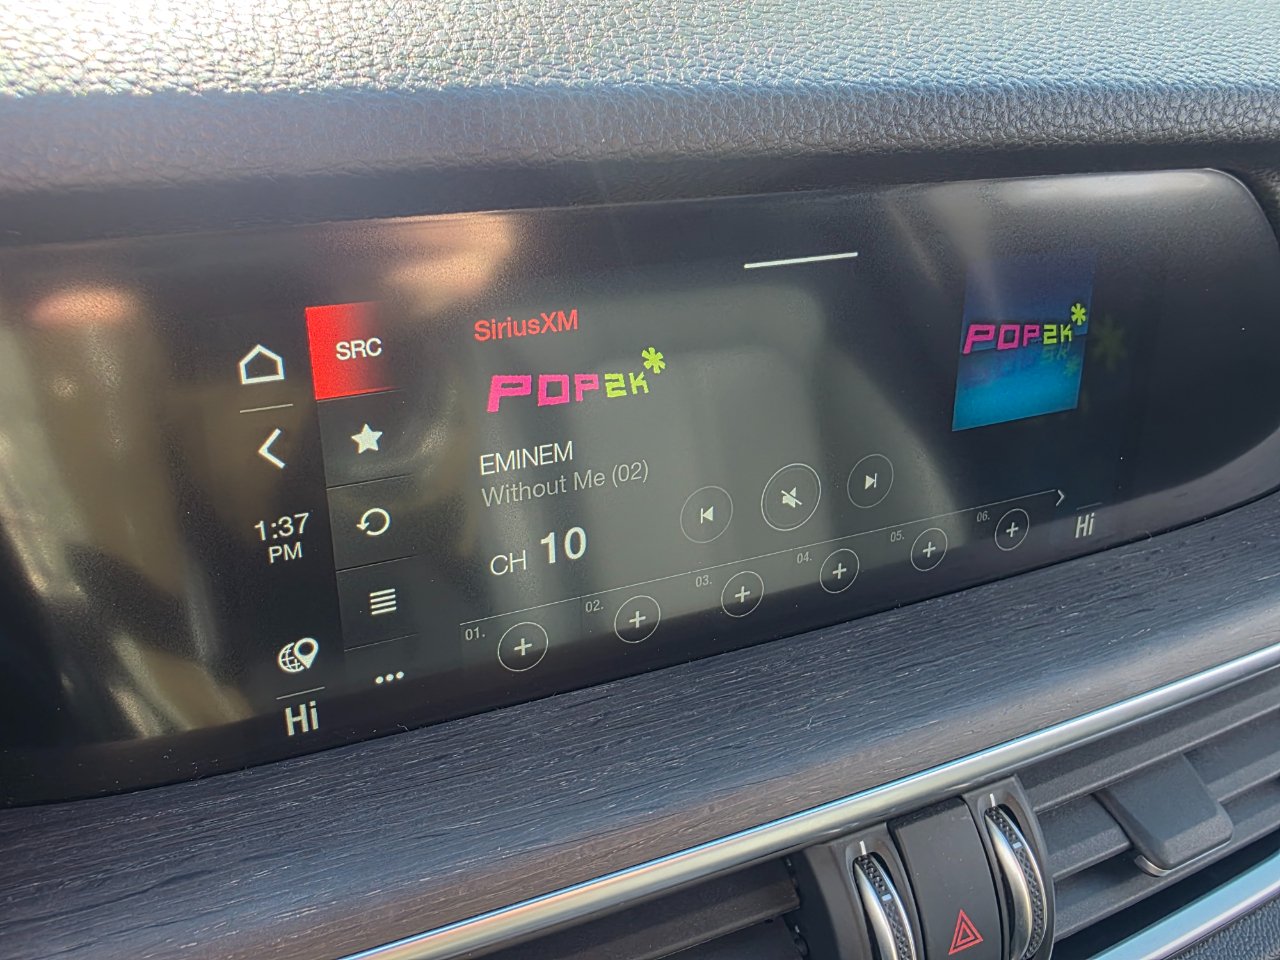 SRC
SiriusXM
POP2K*
POP2K*
EMINEM
Without Me (02)
1:37
PM
CH 10
01.
02.
03.
04.
05.
06.
Hi
Hi